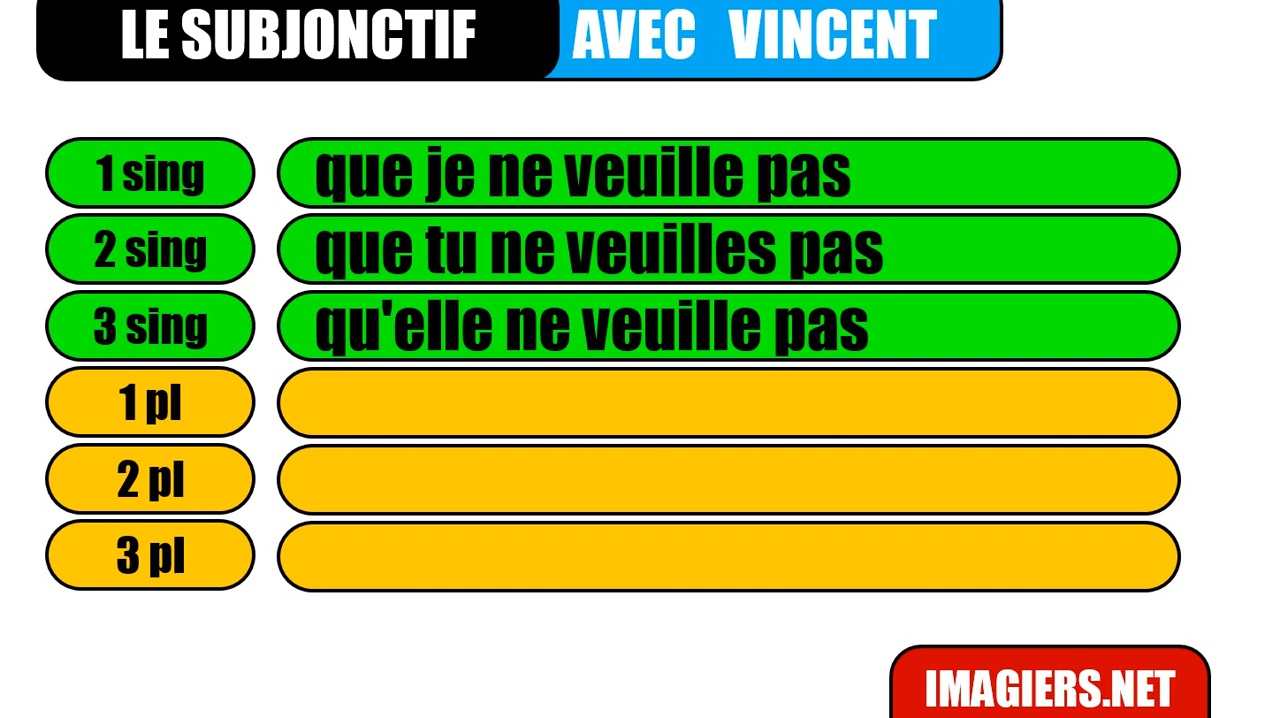 LE SUBJONCTIF AVEC VINCENT
1 sing que je ne veuille pas
2 sing que tu ne veuilles pas
3 sing qu'elle ne veuille pas
1 pl
2 pl
3 pl
IMAGIERS.NET